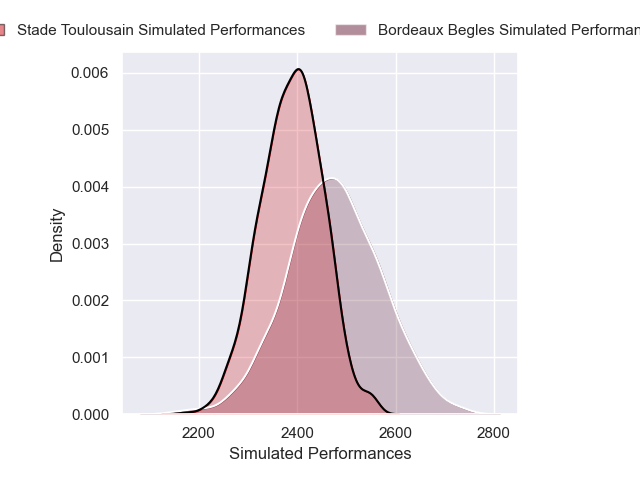 Stade Toulousain Simulated Performances Bordeaux Begles Simulated
0.006
0.005
0.004
0.003
0.002
0.001
0.000
Density
2200 2400 2600 2800
Simulated Performances